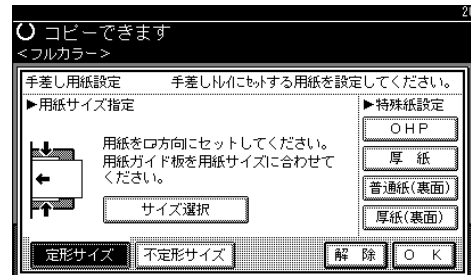 コピーできます
<フルカラー>
手差し用紙設定 手差しトレイにセットする用紙を設定してください。
▶用紙サイズ指定
▶特殊紙設定
用紙を方向にセットしてください。
用紙ガイド板を用紙サイズに合わせて
ください。
サイズ選択
OHP
厚 紙
普通紙(裏面)
厚紙(裏面)
定形サイズ 不定形サイズ 解 除 O K